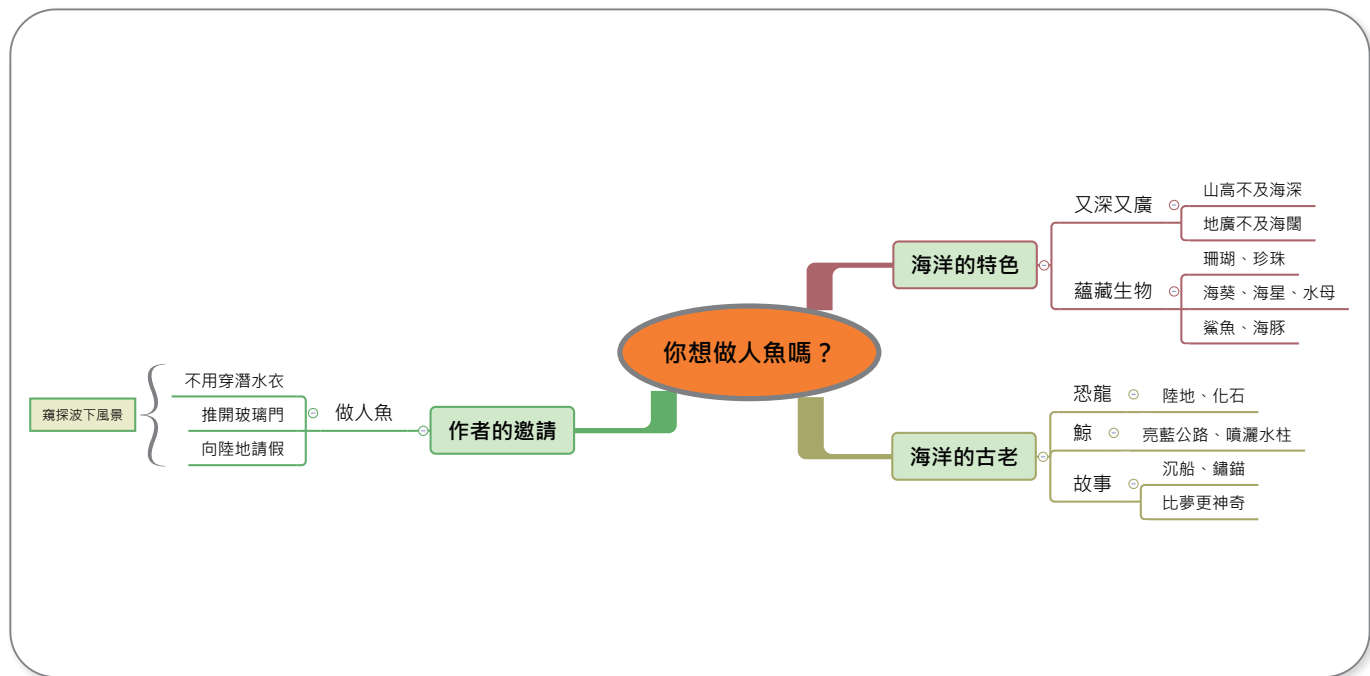 你想做人魚嗎？
海洋的特色
又深又廣
山高不及海深
地廣不及海闊
蘊藏生物
珊瑚、珍珠
海葵、海星、水母
鯊魚、海豚
海洋的古老
恐龍
陸地、化石
鯨
亮藍公路、噴灑水柱
故事
沉船、鏽錨
比夢更神奇
作者的邀請
做人魚
不用穿潛水衣
推開玻璃門
向陸地請假
窺探波下風景